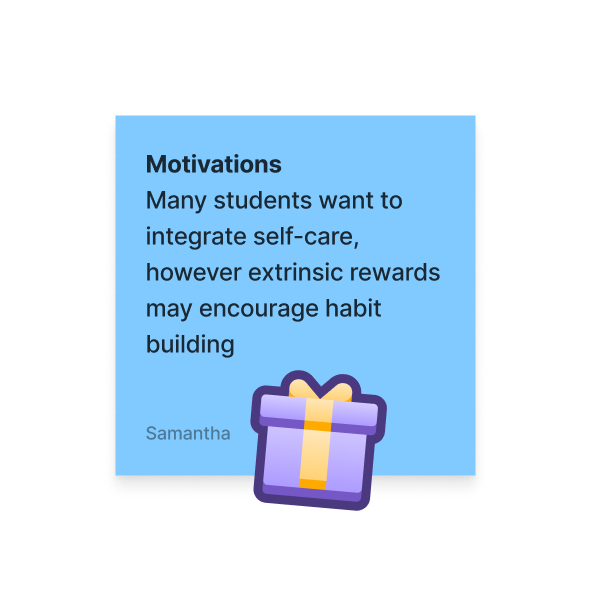 Motivations
Many students want to
integrate self-care,
however extrinsic rewards
may encourage habit
building
Samantha